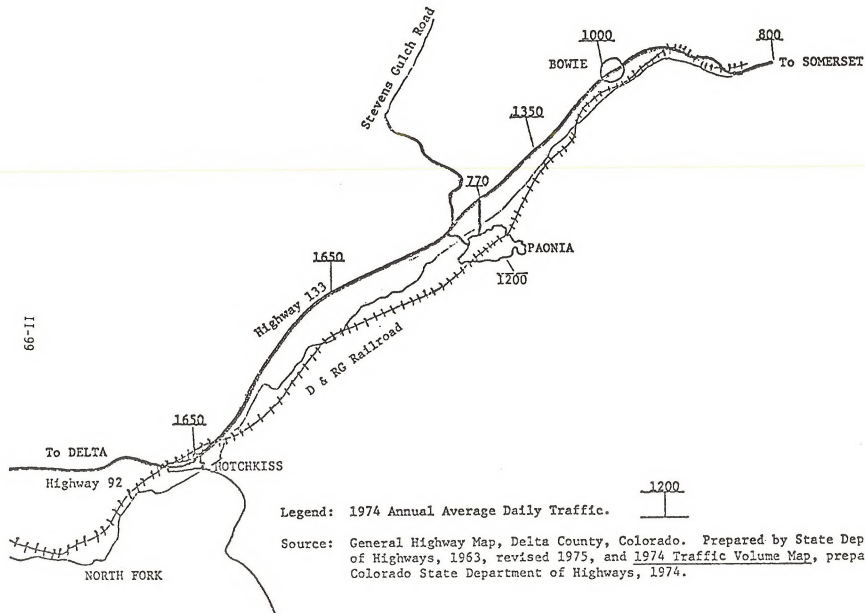 800
1000
BOWIE
To SOMERSET
Stevens Gulch Road
1350
770
PAONIA
1200
1650
Highway 133
D & RG Railroad
II-99
1650
To DELTA
HOTCHKISS
Highway 92
NORTH FORK
Legend: 1974 Annual Average Daily Traffic. 1200
Source: General Highway Map, Delta County, Colorado. Prepared by State Dep
of Highways, 1963, revised 1975, and 1974 Traffic Volume Map, prepa
Colorado State Department of Highways, 1974.